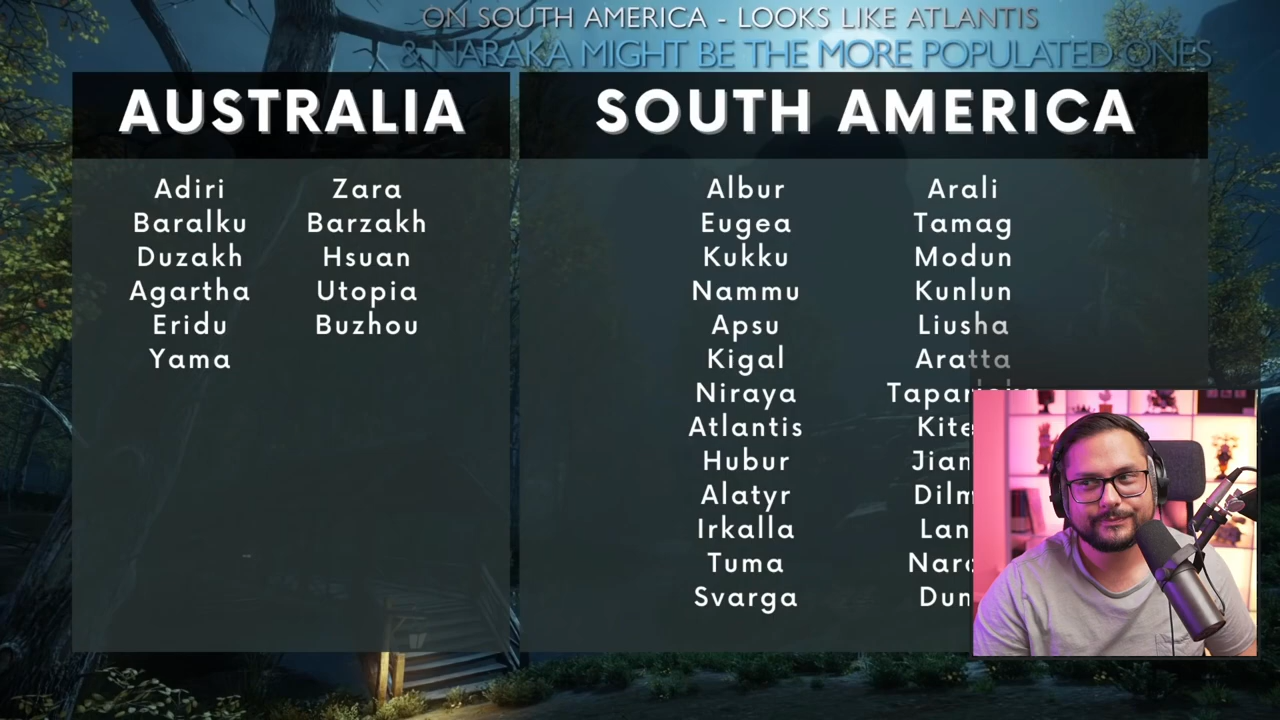 ON SOUTH AMERICA - LOOKS LIKE ATLANTIS
& NARAKA MIGHT BE THE MORE POPULATED ONES
AUSTRALIA
Adiri Zara
Baralku Barzakh
Duzakh Hsuan
Agartha Utopia
Eridu Buzhou
Yama
SOUTH AMERICA
Albur Arali
Eugea Tamag
Kukku Modun
Nammu Kunlun
Apsu Liusha
Kigal Aratta
Niraya
Atlantis
Hubur
Alatyr
Irkalla
Tuma
Svarga